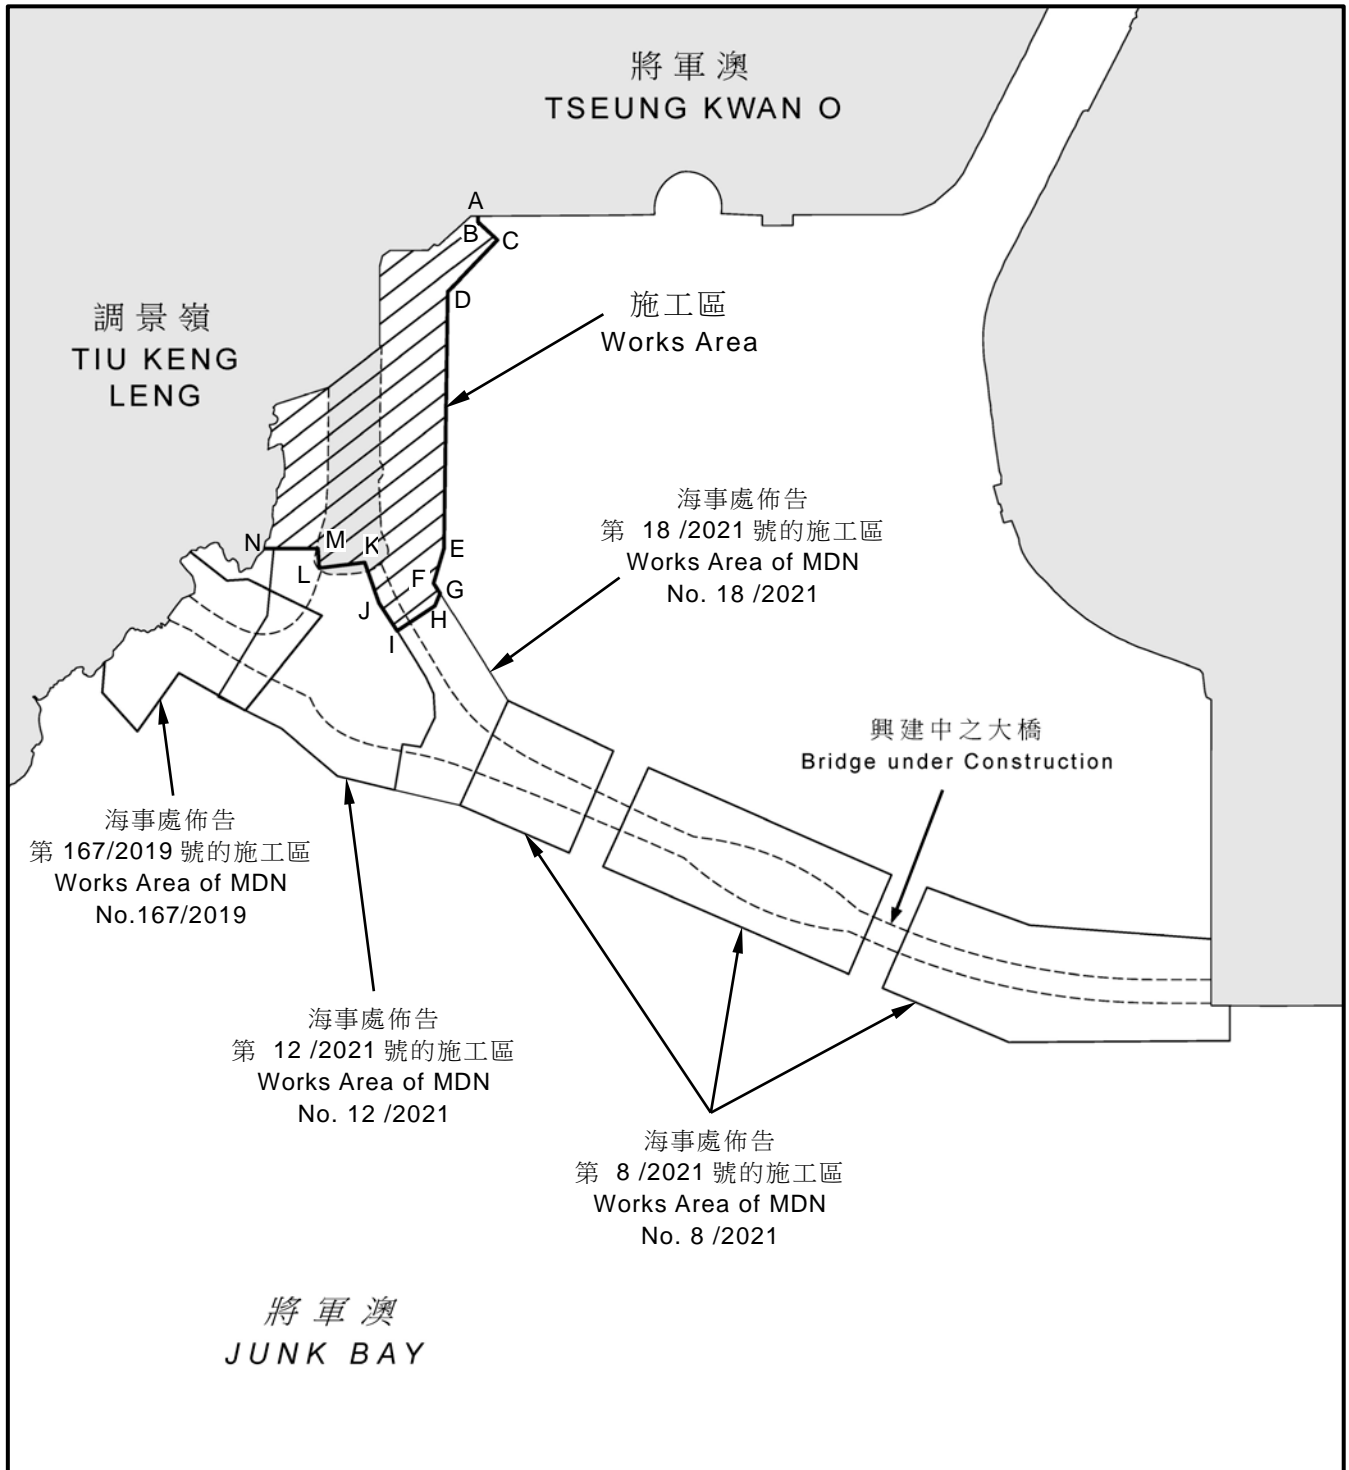 將軍澳
TSEUNG KWAN O
A
B
C
D
調景嶺
TIU KENG
LENG
施工區
Works Area
海事處佈告
第 18 /2021 號的施工區
Works Area of MDN
No. 18 /2021
N
M
K
E
L
F
G
J
H
I
興建中之大橋
Bridge under Construction
海事處佈告
第 167/2019 號的施工區
Works Area of MDN
No.167/2019
海事處佈告
第 12 /2021 號的施工區
Works Area of MDN
No. 12 /2021
海事處佈告
第 8 /2021 號的施工區
Works Area of MDN
No. 8 /2021
將軍澳
JUNK BAY